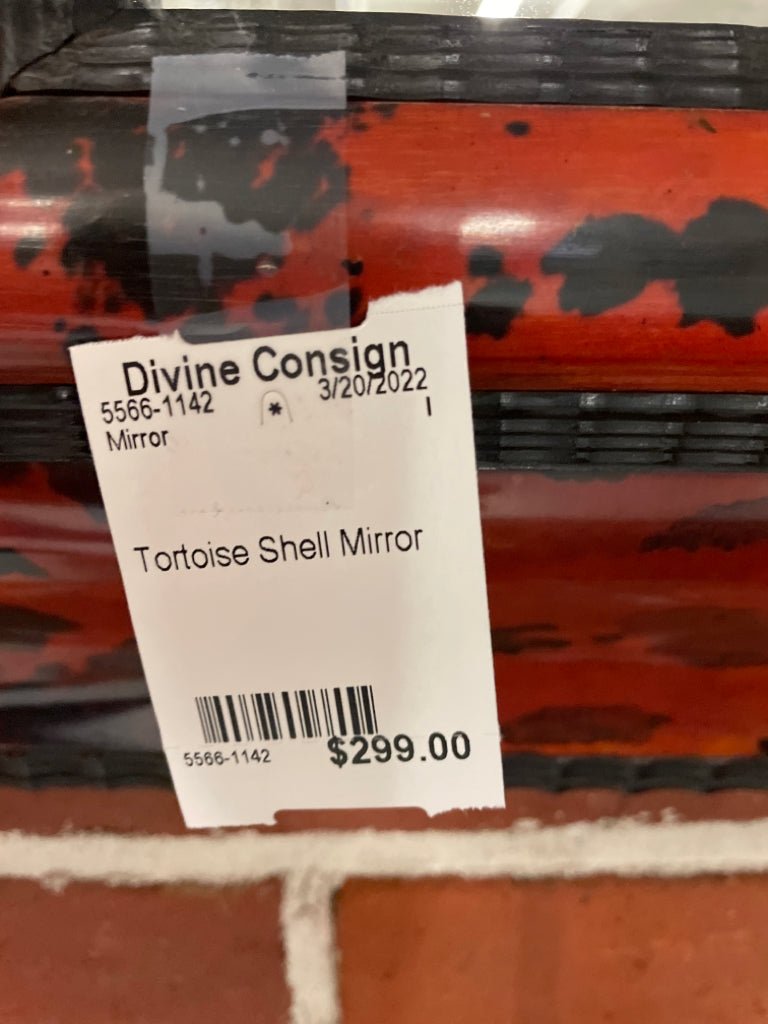 Divine Consign
5566-1142 * 3/20/2022
Mirror I
Tortoise Shell Mirror
5566-1142 $299.00